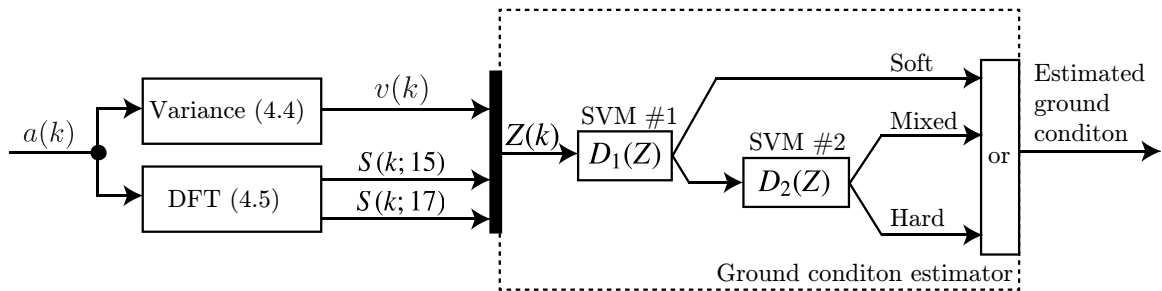 a(k)
Variance (4.4)
v(k)
DFT (4.5)
S(k; 15)
S(k; 17)
Z(k)
SVM #1
D₁(Z)
SVM #2
D₂(Z)
Soft
Mixed
Hard
or
Estimated
ground
conditon
Ground conditon estimator